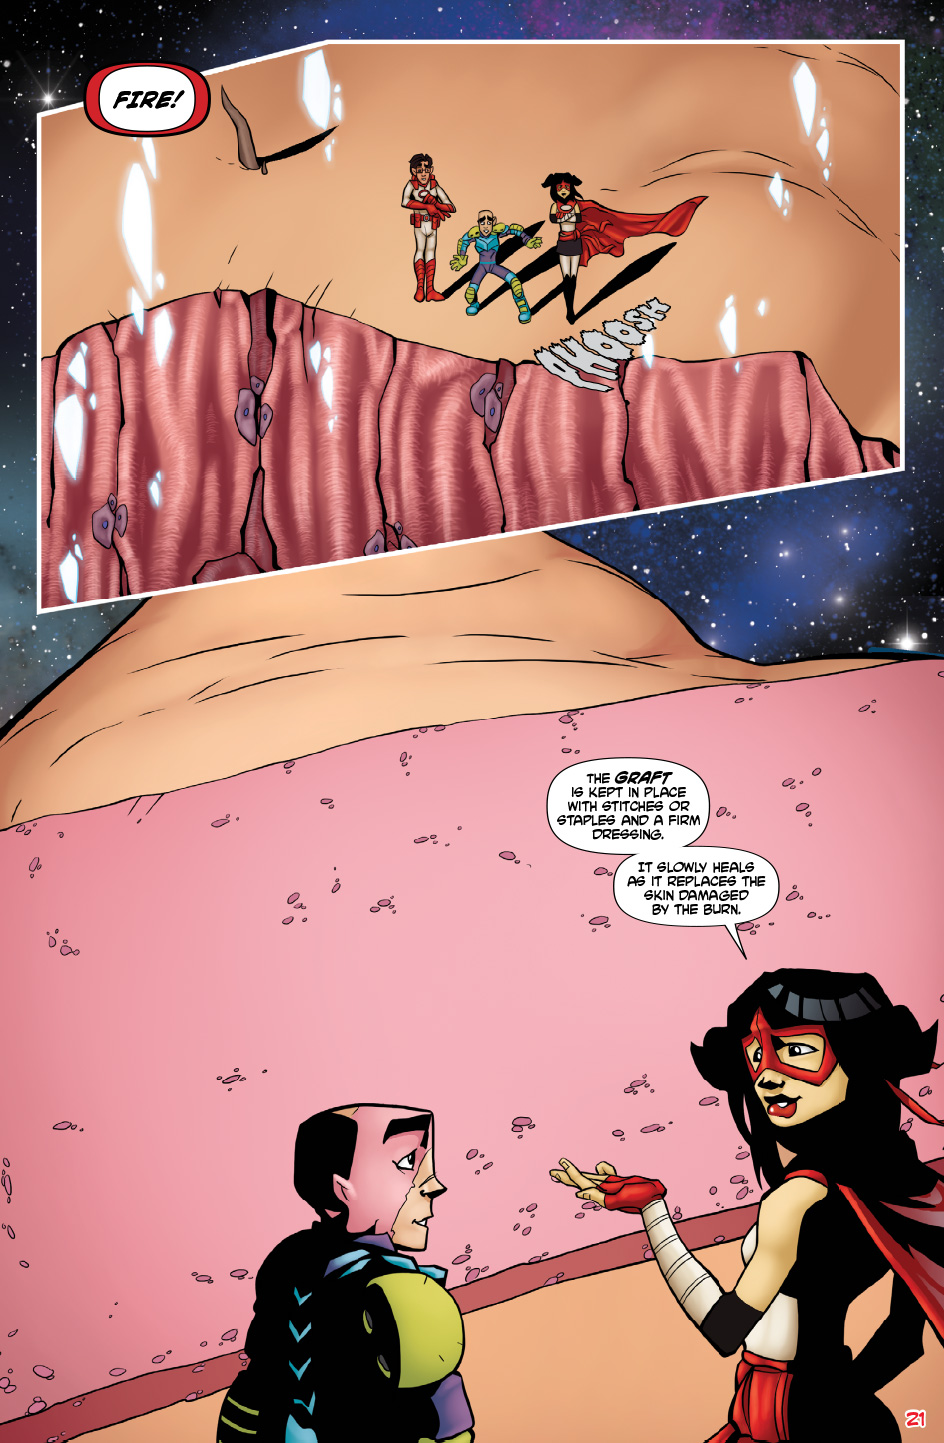 FIRE!
PHOOSH
THE GRAFT
IS KEPT IN PLACE
WITH STITCHES OR
STAPLES AND A FIRM
DRESSING.
IT SLOWLY HEALS
AS IT REPLACES THE
SKIN DAMAGED
BY THE BURN.
21